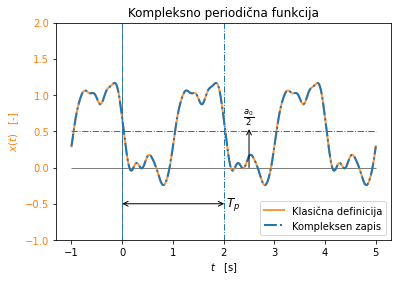 Kompleksno periodična funkcija
x(t) [-]
2.0
1.5
1.0
0.5
0.0
−0.5
−1.0
a₀
2
Tₚ
Klasična definicija
Kompleksen zapis
−1 0 1 2 3 4 5
t [s]